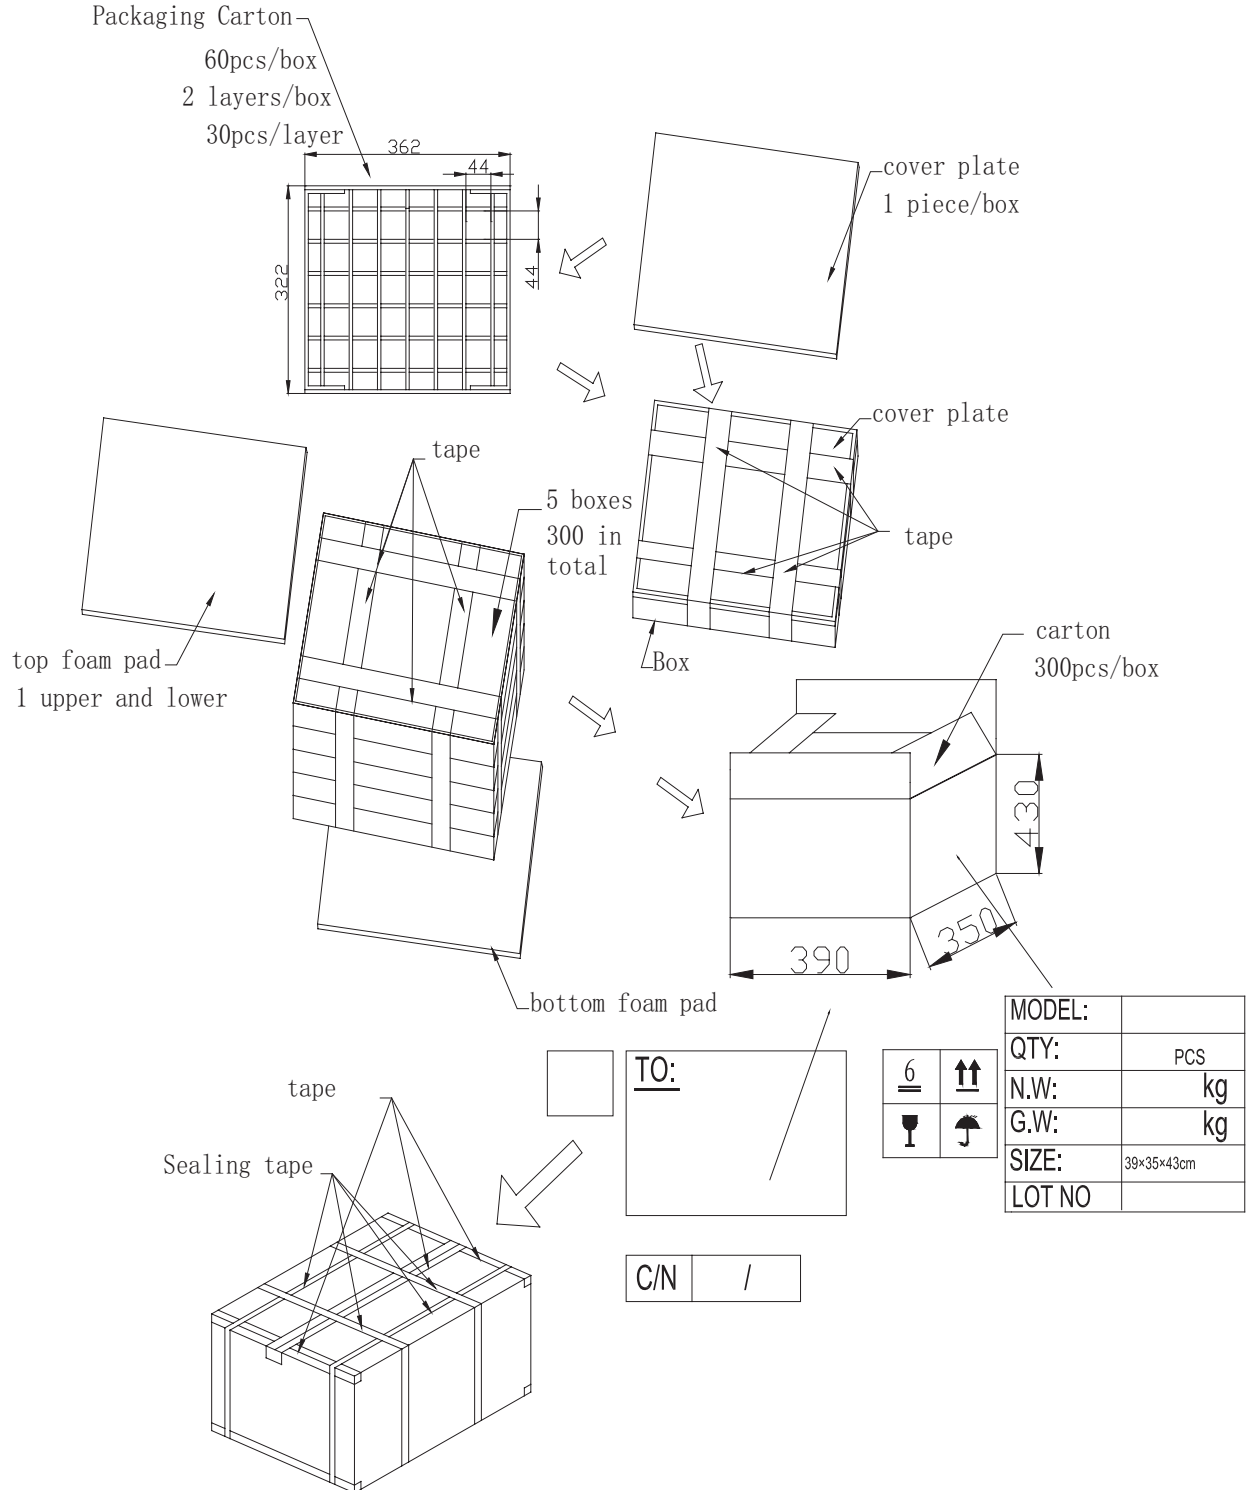 Packaging Carton
60pcs/box
2 layers/box
30pcs/layer
362
44
322
44
cover plate
1 piece/box
cover plate
tape
Box
tape
5 boxes
300 in
total
top foam pad
1 upper and lower
bottom foam pad
carton
300pcs/box
430
350
390
MODEL:
QTY: PCS
N.W: kg
G.W: kg
SIZE: 39×35×43cm
LOT NO
TO:
6
C/N /
tape
Sealing tape